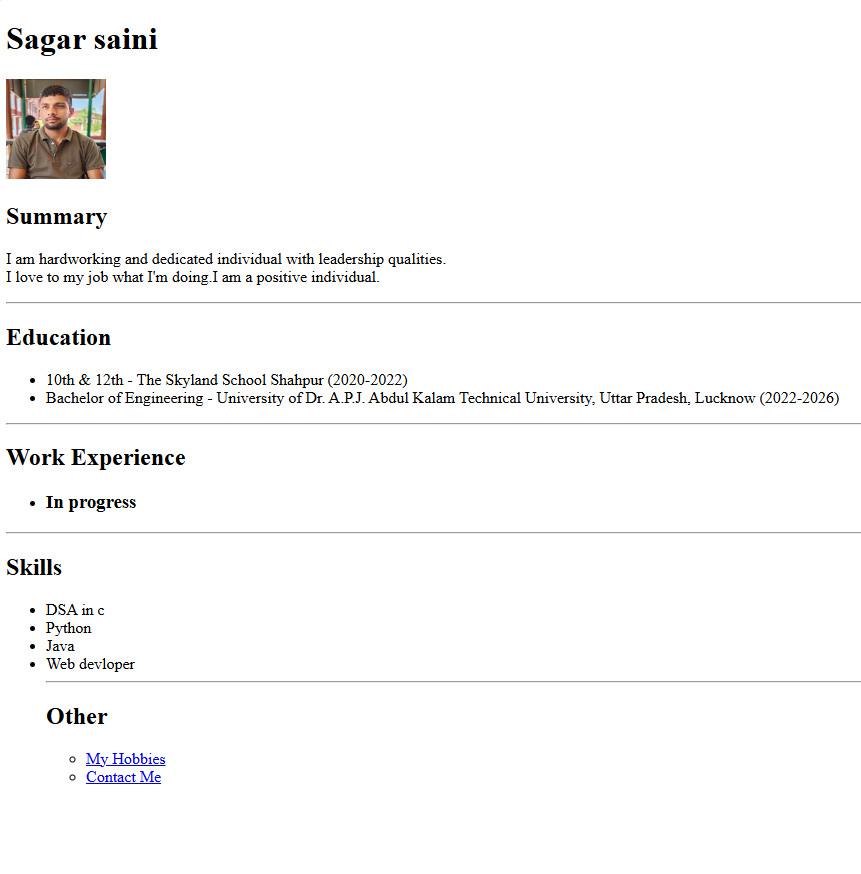 Sagar saini
Summary
I am hardworking and dedicated individual with leadership qualities.
I love to my job what I'm doing.I am a positive individual.
Education
10th & 12th - The Skyland School Shahpur (2020-2022)
Bachelor of Engineering - University of Dr. A.P.J. Abdul Kalam Technical University, Uttar Pradesh, Lucknow (2022-2026)
Work Experience
In progress
Skills
DSA in c
Python
Java
Web devloper
Other
My Hobbies
Contact Me